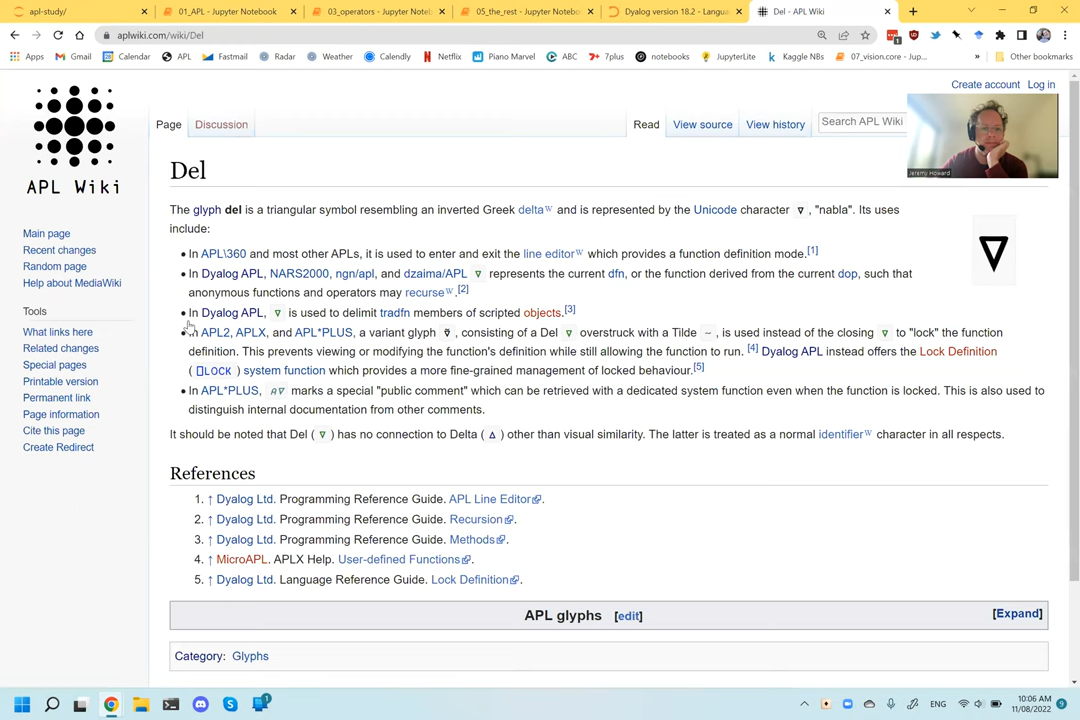 apl-study/
01_APL - Jupyter Notebook
03_operators - Jupyter Notebook
05_the_rest - Jupyter Notebook
Dyalog version 18.2 - Langua
Del - APL Wiki
aplwiki.com/wiki/Del
Apps
Gmail
Calendar
APL
Fastmail
Radar
Weather
Calendly
Netflix
Piano Marvel
ABC
7plus
notebooks
JupyterLite
Kaggle NBs
07_vision.core - Jup...
»
Other bookmarks
Create account
Log in
Page
Discussion
Read
View source
View history
Search APL Wiki
Jeremy Howard
APL WIKI
Main page
Recent changes
Random page
Help about MediaWiki
Tools
What links here
Related changes
Special pages
Printable version
Permanent link
Page information
Cite this page
Create Redirect
Del
The glyph del is a triangular symbol resembling an inverted Greek delta W and is represented by the Unicode character ∇, "nabla". Its uses
include:
∇
• In APL\360 and most other APLs, it is used to enter and exit the line editor W which provides a function definition mode.[1]
• In Dyalog APL, NARS2000, ngn/apl, and dzaima/APL ∇ represents the current dfn, or the function derived from the current dop, such that
anonymous functions and operators may recurse W.[2]
• In Dyalog APL, ∇ is used to delimit tradfn members of scripted objects.[3]
• In APL2, APLX, and APL*PLUS, a variant glyph ⍫, consisting of a Del ∇ overstruck with a Tilde ~, is used instead of the closing ∇ to "lock" the function
definition. This prevents viewing or modifying the function's definition while still allowing the function to run. [4] Dyalog APL instead offers the Lock Definition
( ⎕LOCK ) system function which provides a more fine-grained management of locked behaviour.[5]
• In APL*PLUS, ⍝∇ marks a special "public comment" which can be retrieved with a dedicated system function even when the function is locked. This is also used to
distinguish internal documentation from other comments.
It should be noted that Del ( ∇ ) has no connection to Delta ( ∆ ) other than visual similarity. The latter is treated as a normal identifier W character in all respects.
References
1. ↑ Dyalog Ltd. Programming Reference Guide. APL Line Editor.
2. ↑ Dyalog Ltd. Programming Reference Guide. Recursion.
3. ↑ Dyalog Ltd. Programming Reference Guide. Methods.
4. ↑ MicroAPL. APLX Help. User-defined Functions.
5. ↑ Dyalog Ltd. Language Reference Guide. Lock Definition.
APL glyphs [edit]
[Expand]
Category: Glyphs
1
ENG
10:06 AM
11/08/2022
9